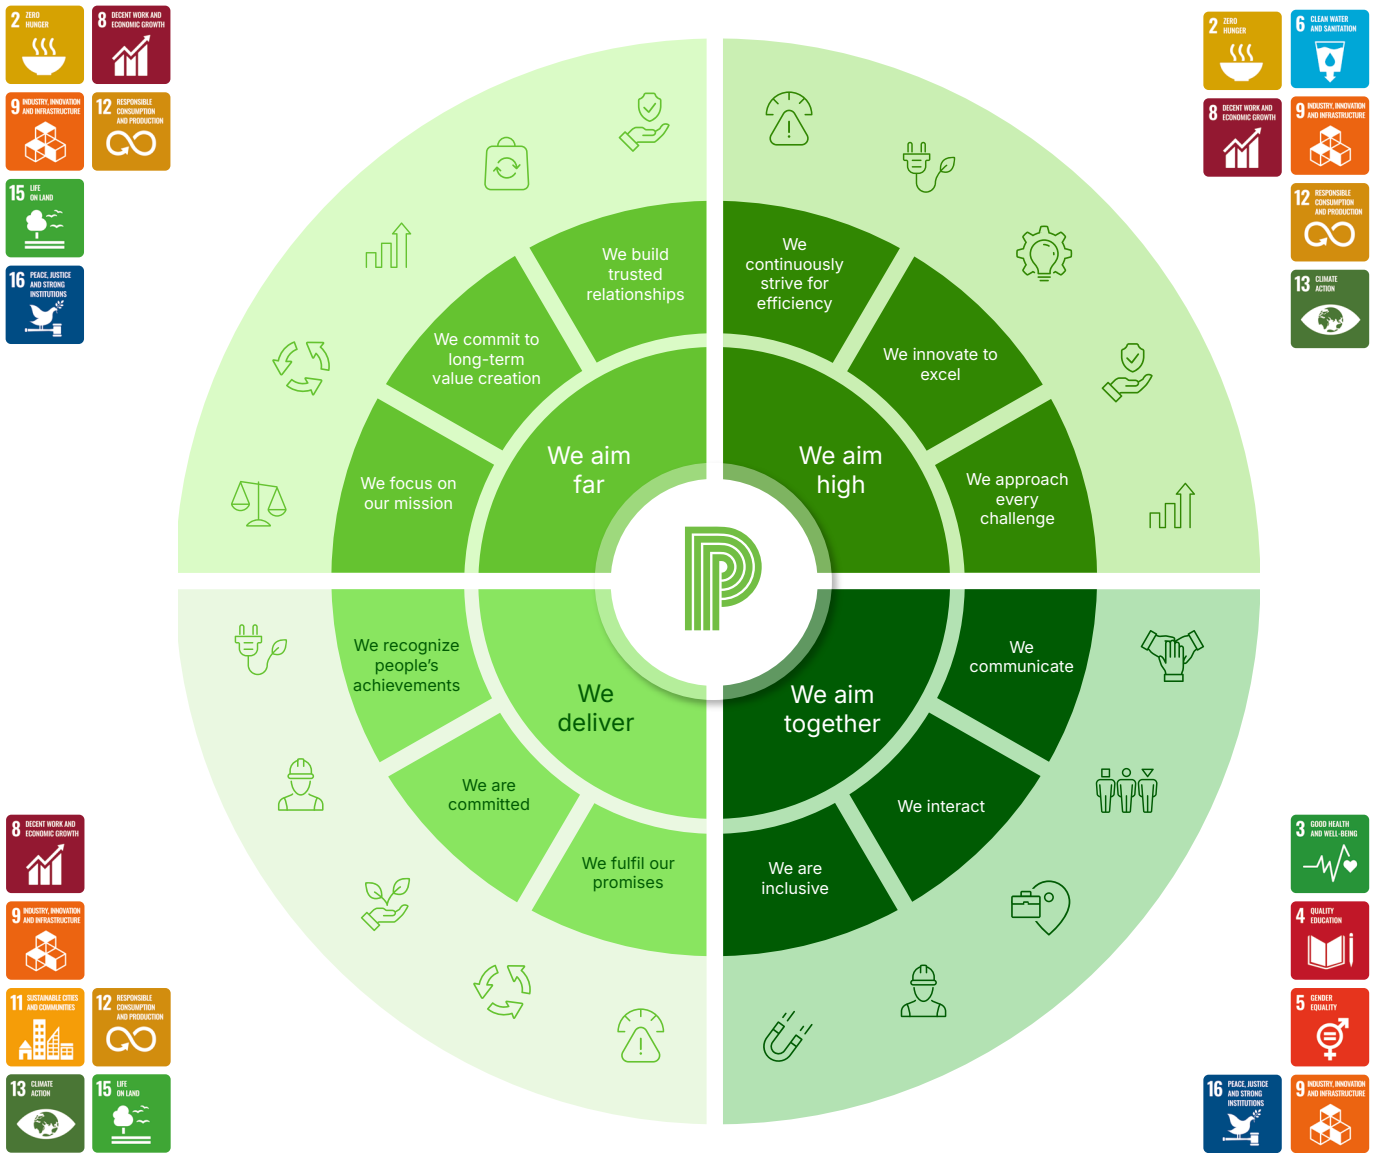 2 ZERO
HUNGER
8 DECENT WORK AND
ECONOMIC GROWTH
9 INDUSTRY, INNOVATION
AND INFRASTRUCTURE
12 RESPONSIBLE
CONSUMPTION
AND PRODUCTION
15 LIFE
ON LAND
16 PEACE, JUSTICE
AND STRONG
INSTITUTIONS
2 ZERO
HUNGER
6 CLEAN WATER
AND SANITATION
8 DECENT WORK AND
ECONOMIC GROWTH
9 INDUSTRY, INNOVATION
AND INFRASTRUCTURE
12 RESPONSIBLE
CONSUMPTION
AND PRODUCTION
13 CLIMATE
ACTION
We build
trusted
relationships
We commit to
long-term
value creation
We focus on
our mission
We aim
far
We
continuously
strive for
efficiency
We innovate to
excel
We approach
every
challenge
We aim
high
P
We recognize
people’s
achievements
We are
committed
We fulfil our
promises
We
deliver
We
communicate
We interact
We are
inclusive
We aim
together
8 DECENT WORK AND
ECONOMIC GROWTH
9 INDUSTRY, INNOVATION
AND INFRASTRUCTURE
11 SUSTAINABLE CITIES
AND COMMUNITIES
12 RESPONSIBLE
CONSUMPTION
AND PRODUCTION
13 CLIMATE
ACTION
15 LIFE
ON LAND
3 GOOD HEALTH
AND WELL-BEING
4 QUALITY
EDUCATION
5 GENDER
EQUALITY
16 PEACE, JUSTICE
AND STRONG
INSTITUTIONS
9 INDUSTRY, INNOVATION
AND INFRASTRUCTURE